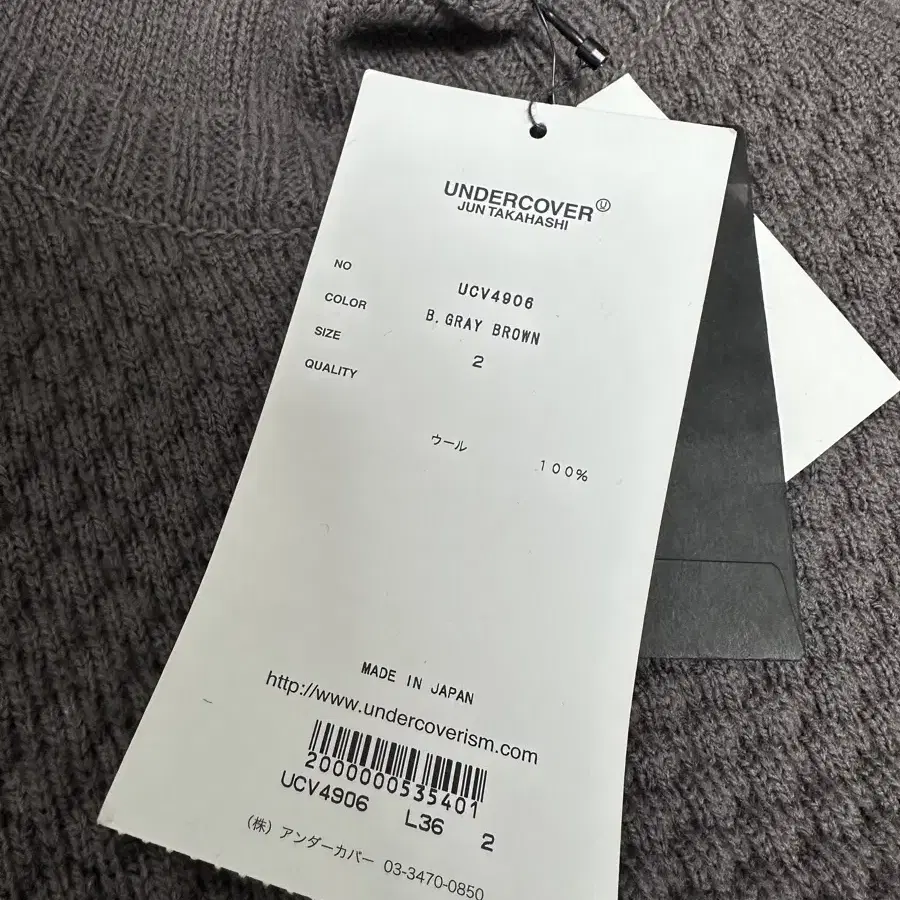 UNDERCOVER Ⓤ
JUN TAKAHASHI
NO UCV4906
COLOR B.GRAY BROWN
SIZE 2
QUALITY
ウール 100%
MADE IN JAPAN
http://www.undercoverism.com
2000000535401
UCV4906 L36 2
(株) アンダーカバー 03-3470-0850